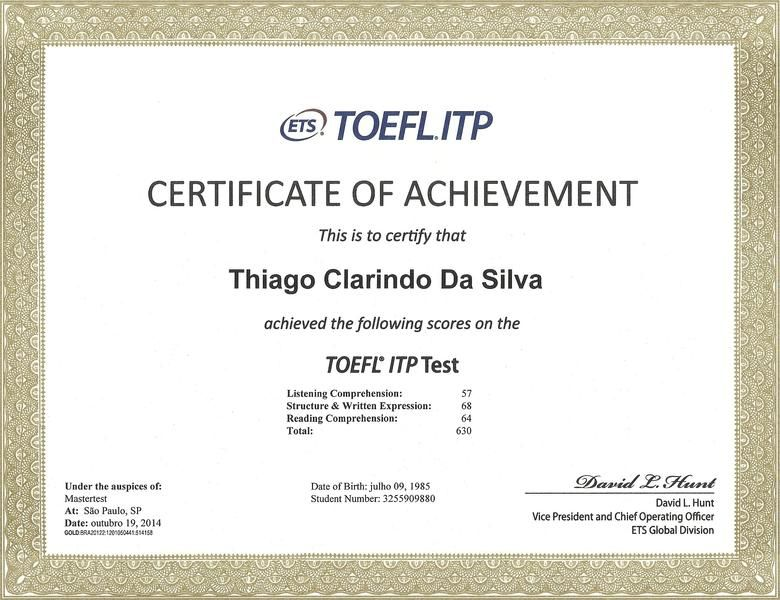 ETS® TOEFL.ITP
CERTIFICATE OF ACHIEVEMENT
This is to certify that
Thiago Clarindo Da Silva
achieved the following scores on the
TOEFL® ITP Test
Listening Comprehension: 57
Structure & Written Expression: 68
Reading Comprehension: 64
Total: 630
Under the auspices of:
Mastertest
At: São Paulo, SP
Date: outubro 19, 2014
GOLD:BRA20122:1201050441:514158
Date of Birth: julho 09, 1985
Student Number: 3255909880
David L. Hunt
David L. Hunt
Vice President and Chief Operating Officer
ETS Global Division